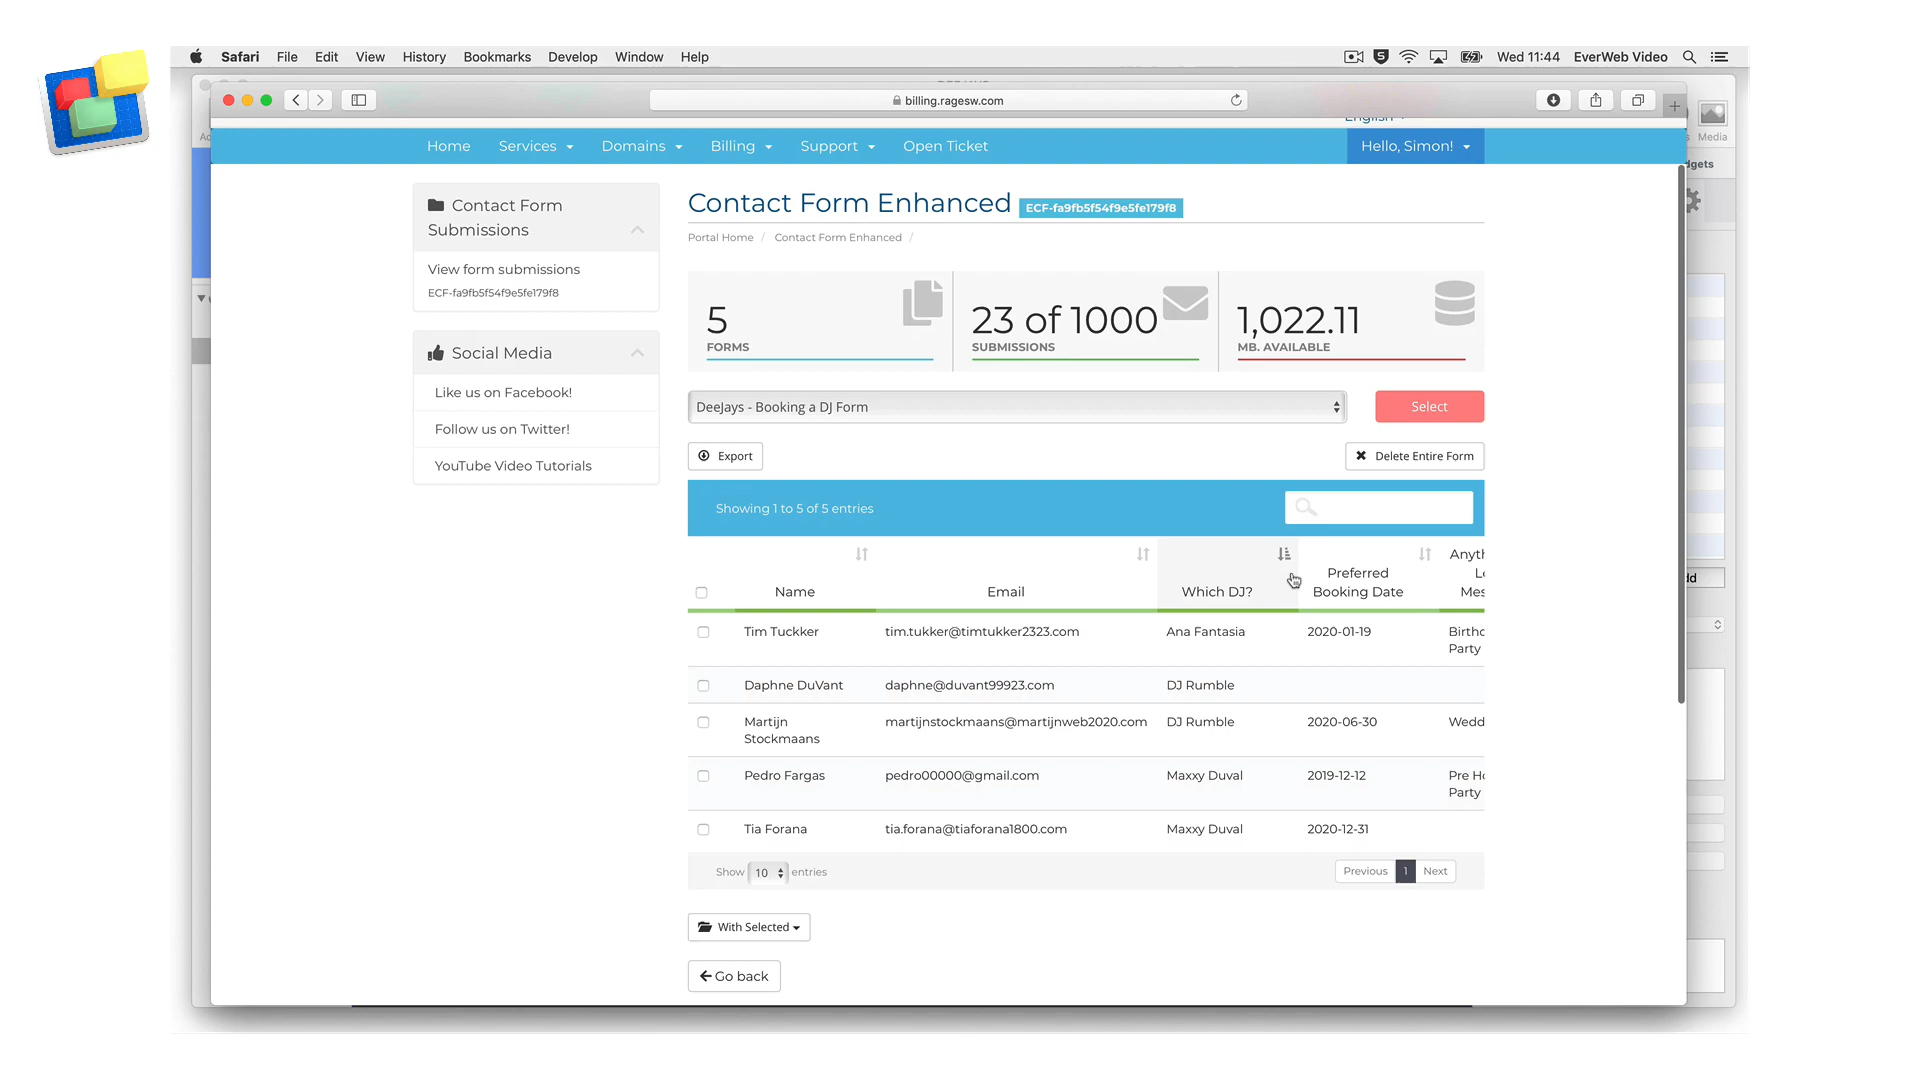 Safari File Edit View History Bookmarks Develop Window Help Wed 11:44 EverWeb Video
billing.ragesw.com
Media
English
Home Services Domains Billing Support Open Ticket Hello, Simon!
dgets
Contact Form Submissions
View form submissions
ECF-fa9fb5f54f9e5fe179f8
Social Media
Like us on Facebook!
Follow us on Twitter!
YouTube Video Tutorials
Contact Form Enhanced ECF-fa9fb5f54f9e5fe179f8
Portal Home / Contact Form Enhanced /
5 23 of 1000 1,022.11
FORMS SUBMISSIONS MB. AVAILABLE
DeeJays - Booking a DJ Form Select
Export Delete Entire Form
Showing 1 to 5 of 5 entries
Name Email Which DJ? Preferred Booking Date
Tim Tuckker tim.tukker@timtukker2323.com Ana Fantasia 2020-01-19 Birthd
Party
Daphne DuVant daphne@duvant99923.com DJ Rumble
Martijn martijnstockmaans@martijnweb2020.com DJ Rumble 2020-06-30 Wedd
Stockmaans
Pedro Fargas pedro00000@gmail.com Maxxy Duval 2019-12-12 Pre Ho
Party
Tia Forana tia.forana@tiaforana1800.com Maxxy Duval 2020-12-31
Show 10 entries Previous 1 Next
With Selected
Go back